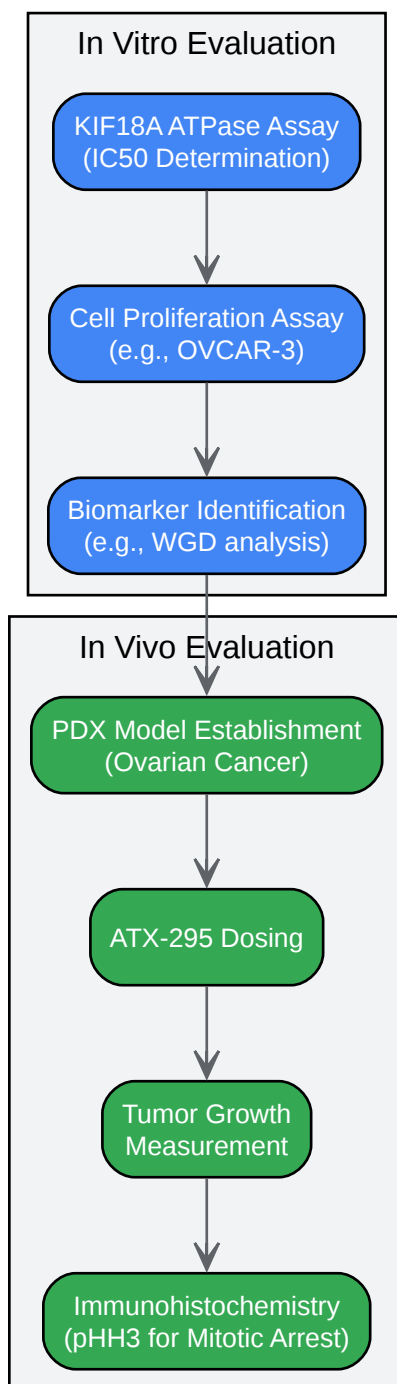 In Vitro Evaluation
KIF18A ATPase Assay
(IC50 Determination)
Cell Proliferation Assay
(e.g., OVCAR-3)
Biomarker Identification
(e.g., WGD analysis)
In Vivo Evaluation
PDX Model Establishment
(Ovarian Cancer)
ATX-295 Dosing
Tumor Growth
Measurement
Immunohistochemistry
(pHH3 for Mitotic Arrest)